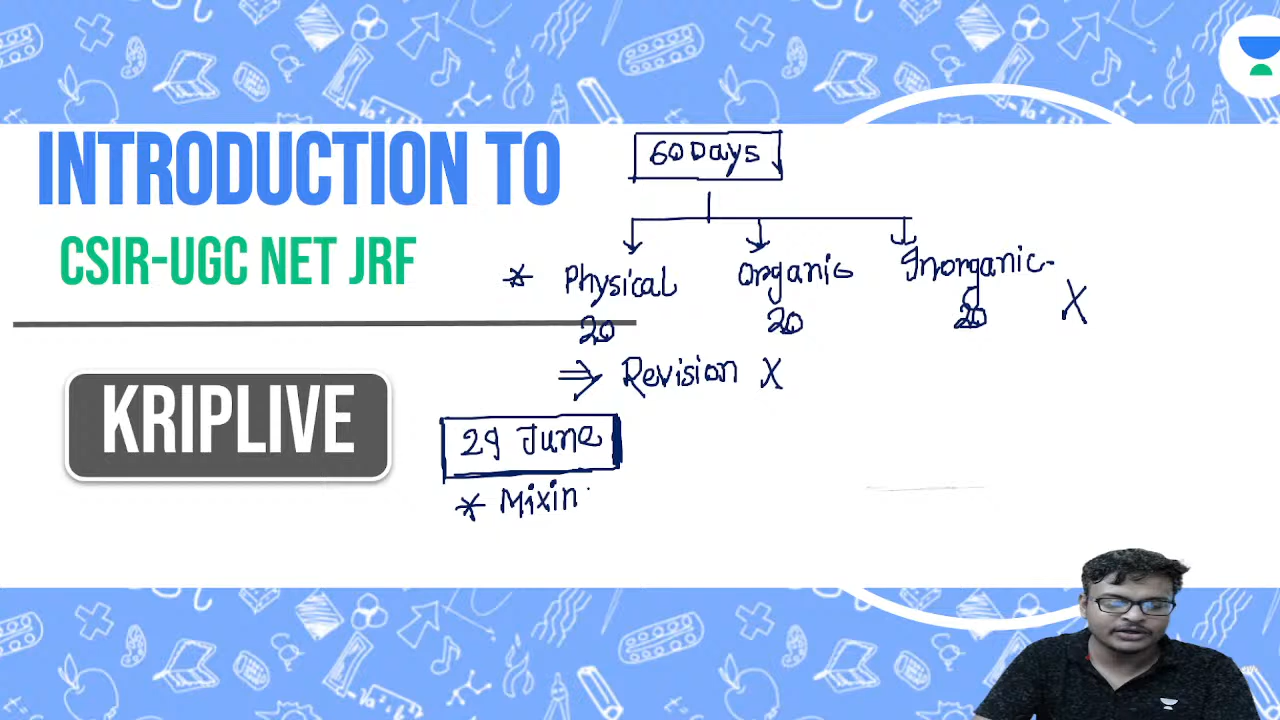 INTRODUCTION TO
CSIR-UGC NET JRF
KRIPLIVE
60 Days
* Physical Organic Inorganic
20 20 20 X
⇒ Revision X
29 June
* Mixin